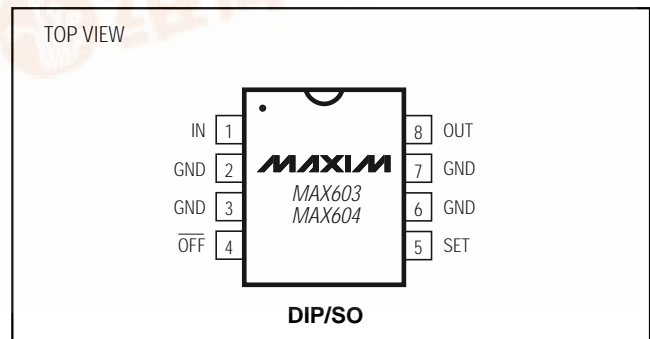 TOP VIEW
IN 1
GND 2
GND 3
OFF 4
MAXIM
MAX603
MAX604
8 OUT
7 GND
6 GND
5 SET
DIP/SO